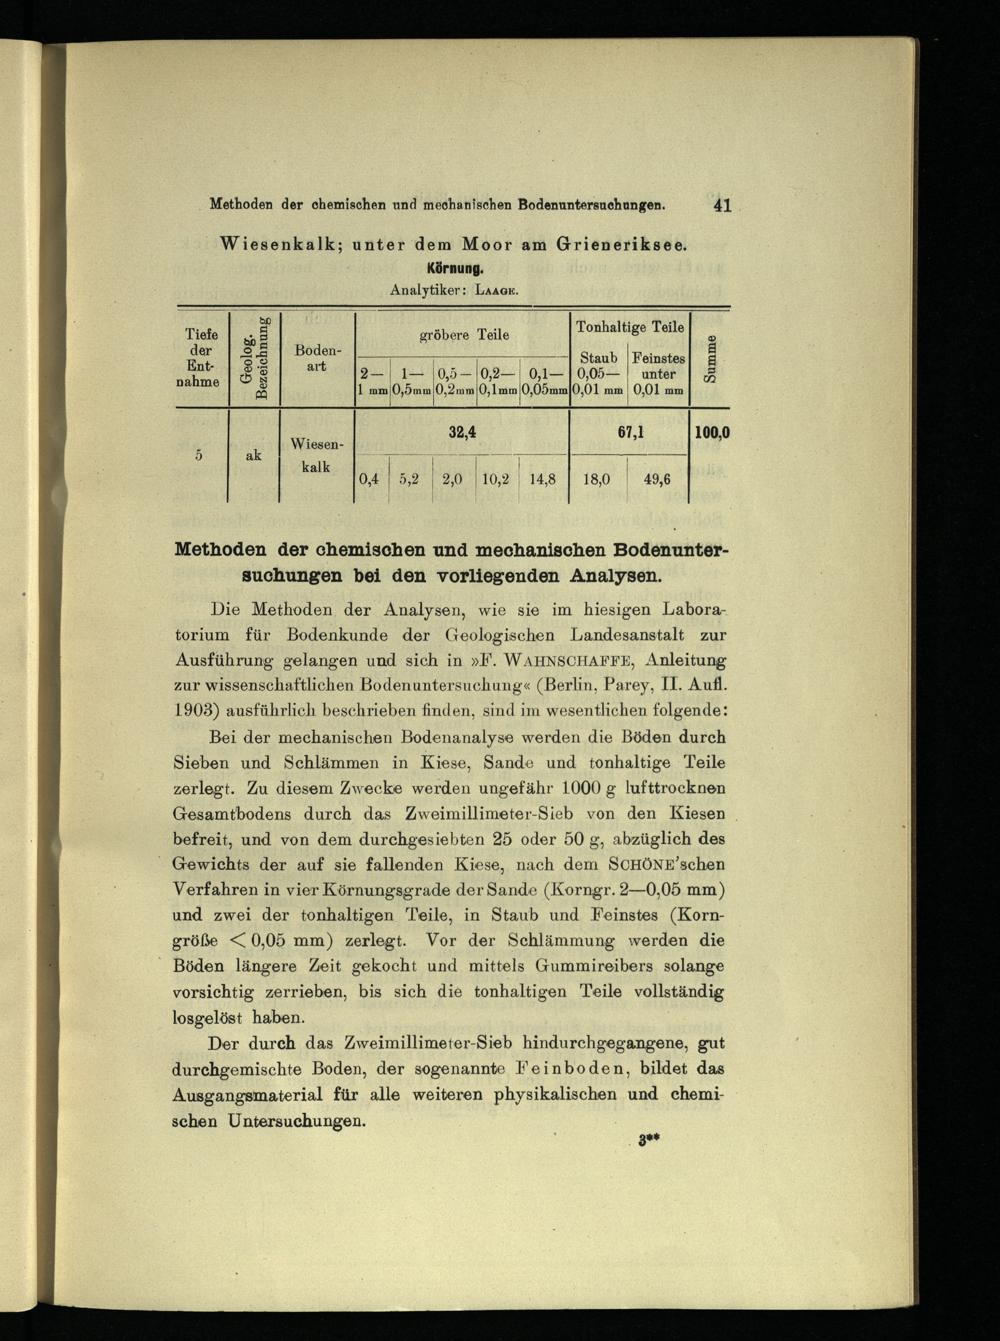 Methoden der chemischen und mechanischen Bodenuntersuchungen. 41
Wiesenkalk; unter dem Moor am Grieneriksee.
Körnung.
Analytiker: LAAGE.
Tiefe der Ent-nahme | Geolog. Bezeichnung | Boden-art | gröbere Teile | Tonhaltige Teile | Summe
2— 1 mm | 1— 0,5mm | 0,5— 0,2mm | 0,2— 0,1mm | 0,1— 0,05mm | Staub 0,05— 0,01 mm | Feinstes unter 0,01 mm
5 | ak | Wiesen-kalk | 32,4 | 67,1 | 100,0
0,4 | 5,2 | 2,0 | 10,2 | 14,8 | 18,0 | 49,6
Methoden der chemischen und mechanischen Bodenunter-
suchungen bei den vorliegenden Analysen.
Die Methoden der Analysen, wie sie im hiesigen Labora-
torium für Bodenkunde der Geologischen Landesanstalt zur
Ausführung gelangen und sich in »F. WAHNSCHAFFE, Anleitung
zur wissenschaftlichen Bodenuntersuchung« (Berlin, Parey, II. Aufl.
1903) ausführlich beschrieben finden, sind im wesentlichen folgende:
Bei der mechanischen Bodenanalyse werden die Böden durch
Sieben und Schlämmen in Kiese, Sande und tonhaltige Teile
zerlegt. Zu diesem Zwecke werden ungefähr 1000 g lufttrocknen
Gesamtbodens durch das Zweimillimeter-Sieb von den Kiesen
befreit, und von dem durchgesiebten 25 oder 50 g, abzüglich des
Gewichts der auf sie fallenden Kiese, nach dem SCHÖNE'schen
Verfahren in vier Körnungsgrade der Sande (Korngr. 2—0,05 mm)
und zwei der tonhaltigen Teile, in Staub und Feinstes (Korn-
größe < 0,05 mm) zerlegt. Vor der Schlämmung werden die
Böden längere Zeit gekocht und mittels Gummireibers solange
vorsichtig zerrieben, bis sich die tonhaltigen Teile vollständig
losgelöst haben.
Der durch das Zweimillimeter-Sieb hindurchgegangene, gut
durchgemischte Boden, der sogenannte Feinboden, bildet das
Ausgangsmaterial für alle weiteren physikalischen und chemi-
schen Untersuchungen.
3**